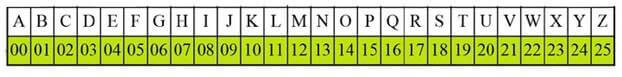 A B C D E F G H I J K L M N O P Q R S T U V W X Y Z
00 01 02 03 04 05 06 07 08 09 10 11 12 13 14 15 16 17 18 19 20 21 22 23 24 25